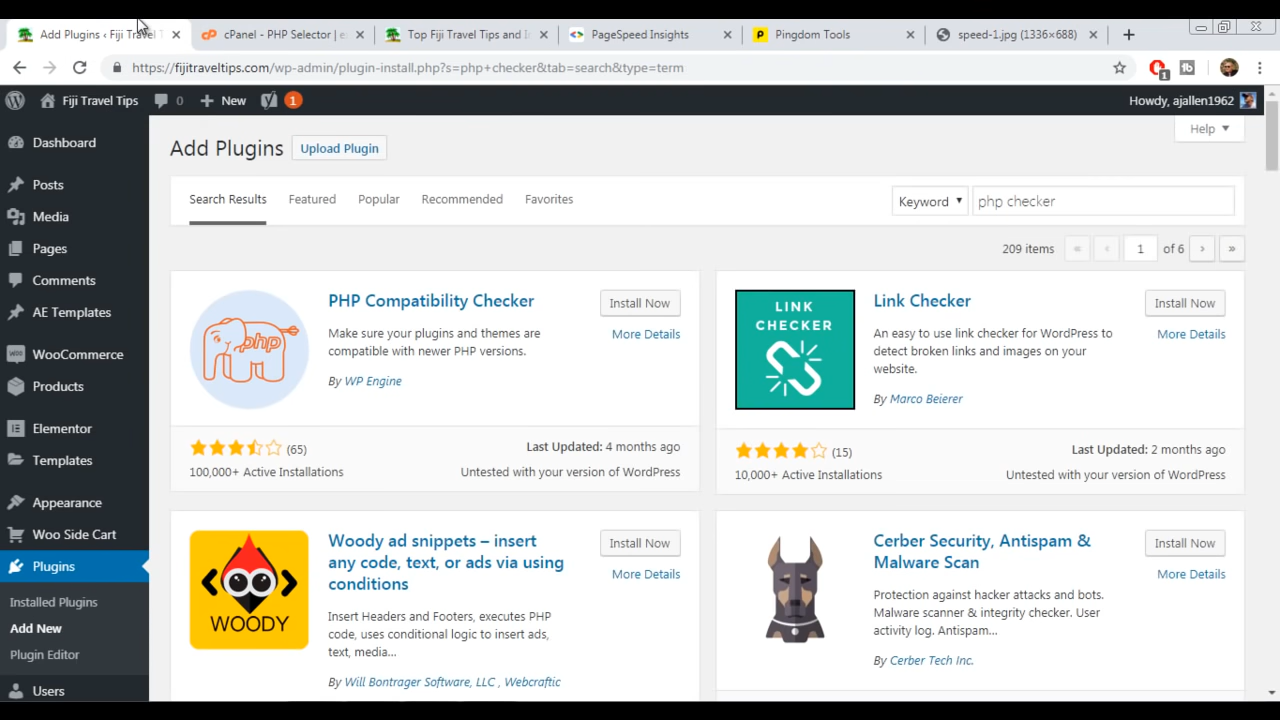 Add Plugins ‹ Fiji Travel T
cPanel - PHP Selector | e
Top Fiji Travel Tips and In
PageSpeed Insights
Pingdom Tools
speed-1.jpg (1336×688)
https://fijitraveltips.com/wp-admin/plugin-install.php?s=php+checker&tab=search&type=term
1
Fiji Travel Tips
0
New
1
Howdy, ajallen1962
Dashboard
Posts
Media
Pages
Comments
AE Templates
WooCommerce
Products
Elementor
Templates
Appearance
Woo Side Cart
Plugins
Installed Plugins
Add New
Plugin Editor
Users
Help
Add Plugins
Upload Plugin
Search Results
Featured
Popular
Recommended
Favorites
Keyword
php checker
209 items
«
‹
1
of 6
›
»
php
PHP Compatibility Checker
Install Now
More Details
Make sure your plugins and themes are
compatible with newer PHP versions.
By WP Engine
(65)
Last Updated: 4 months ago
100,000+ Active Installations
Untested with your version of WordPress
LINK
CHECKER
Link Checker
Install Now
More Details
An easy to use link checker for WordPress to
detect broken links and images on your
website.
By Marco Beierer
(15)
Last Updated: 2 months ago
10,000+ Active Installations
Untested with your version of WordPress
WOODY
Woody ad snippets – insert
any code, text, or ads via using
conditions
Install Now
More Details
Insert Headers and Footers, executes PHP
code, uses conditional logic to insert ads,
text, media...
By Will Bontrager Software, LLC , Webcraftic
Cerber Security, Antispam &
Malware Scan
Install Now
More Details
Protection against hacker attacks and bots.
Malware scanner & integrity checker. User
activity log. Antispam...
By Cerber Tech Inc.